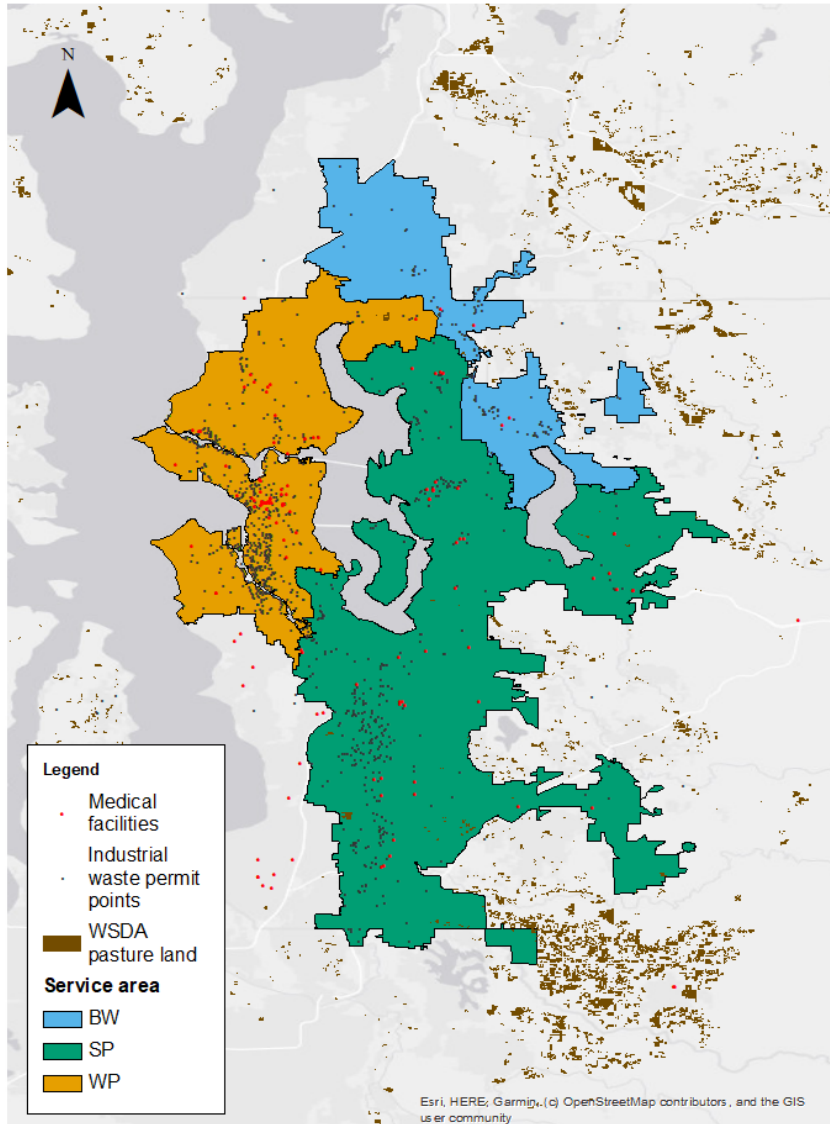 N
Legend
Medical
facilities
Industrial
waste permit
points
WSDA
pasture land
Service area
BW
SP
WP
Esri, HERE, Garmin, (c) OpenStreetMap contributors, and the GIS
user community